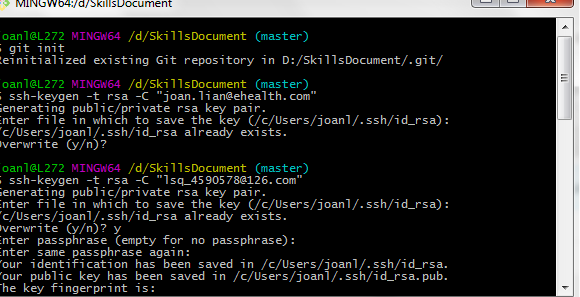 MINGW64:/d/SkillsDocument
joanl@L272 MINGW64 /d/SkillsDocument (master)
$ git init
Reinitialized existing Git repository in D:/SkillsDocument/.git/
joanl@L272 MINGW64 /d/SkillsDocument (master)
$ ssh-keygen -t rsa -C "joan.lian@ehealth.com"
Generating public/private rsa key pair.
Enter file in which to save the key (/c/Users/joanl/.ssh/id_rsa):
/c/Users/joanl/.ssh/id_rsa already exists.
Overwrite (y/n)?
joanl@L272 MINGW64 /d/SkillsDocument (master)
$ ssh-keygen -t rsa -C "lsq_4590578@126.com"
Generating public/private rsa key pair.
Enter file in which to save the key (/c/Users/joanl/.ssh/id_rsa):
/c/Users/joanl/.ssh/id_rsa already exists.
Overwrite (y/n)? y
Enter passphrase (empty for no passphrase):
Enter same passphrase again:
Your identification has been saved in /c/Users/joanl/.ssh/id_rsa.
Your public key has been saved in /c/Users/joanl/.ssh/id_rsa.pub.
The key fingerprint is: